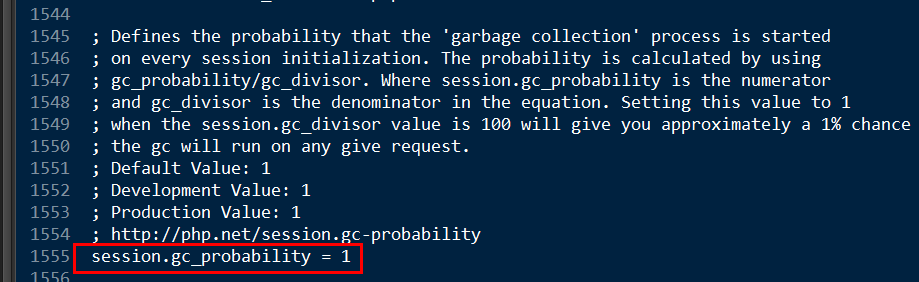 1544
1545 ; Defines the probability that the 'garbage collection' process is started
1546 ; on every session initialization. The probability is calculated by using
1547 ; gc_probability/gc_divisor. Where session.gc_probability is the numerator
1548 ; and gc_divisor is the denominator in the equation. Setting this value to 1
1549 ; when the session.gc_divisor value is 100 will give you approximately a 1% chance
1550 ; the gc will run on any give request.
1551 ; Default Value: 1
1552 ; Development Value: 1
1553 ; Production Value: 1
1554 ; http://php.net/session.gc-probability
1555 session.gc_probability = 1
1556